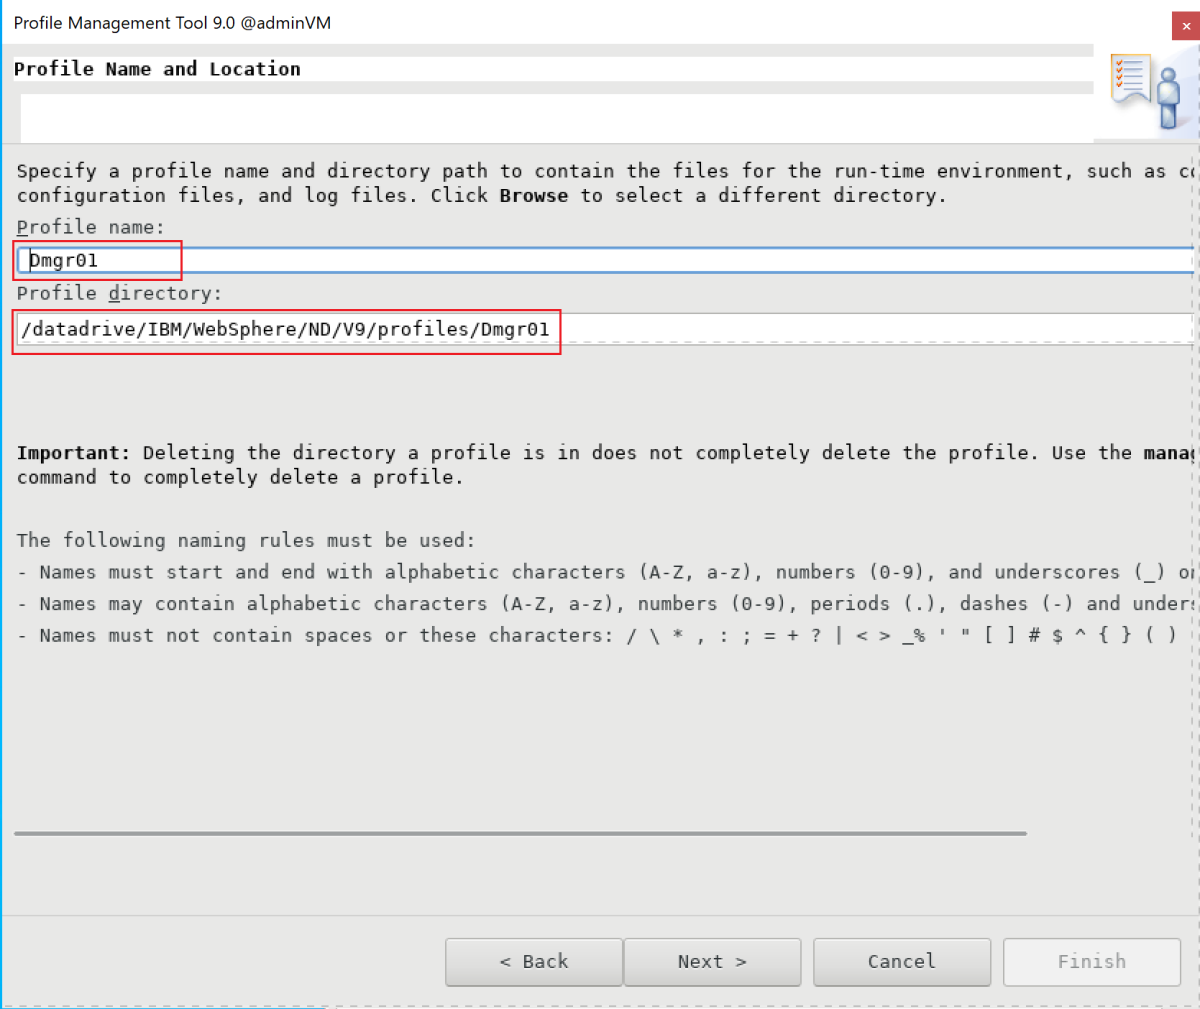 Profile Management Tool 9.0 @adminVM
Profile Name and Location
Specify a profile name and directory path to contain the files for the run-time environment, such as
configuration files, and log files. Click Browse to select a different directory.
Profile name:
Dmgr01
Profile directory:
/datadrive/IBM/WebSphere/ND/V9/profiles/Dmgr01
Important: Deleting the directory a profile is in does not completely delete the profile. Use the
command to completely delete a profile.
The following naming rules must be used:
- Names must start and end with alphabetic characters (A-Z, a-z), numbers (0-9), and underscores (_)
- Names may contain alphabetic characters (A-Z, a-z), numbers (0-9), periods (.), dashes (-) and
- Names must not contain spaces or these characters: / \ * , : ; = + ? | < > _% ' " [ ] # $ ^ { } ( )
< Back
Next >
Cancel
Finish